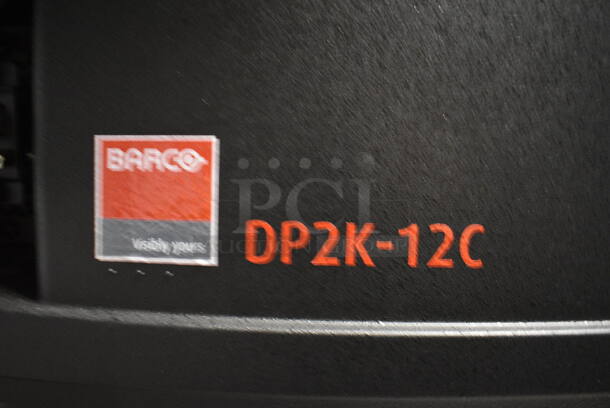 BARCO
Visibly yours
DP2K-12C
PCI